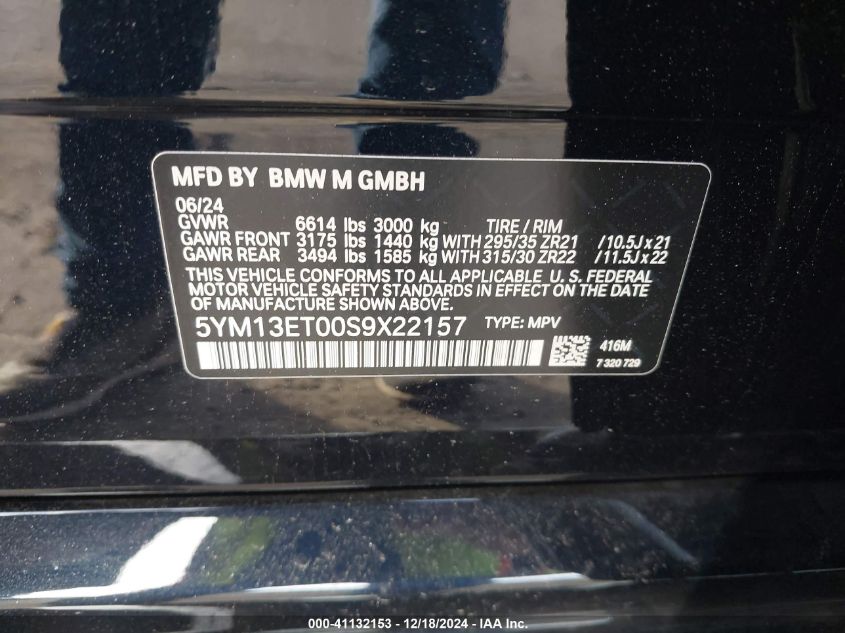 MFD BY BMW M GMBH
06/24
GVWR 6614 lbs 3000 kg TIRE / RIM
GAWR FRONT 3175 lbs 1440 kg WITH 295/35 ZR21 /10.5J x 21
GAWR REAR 3494 lbs 1585 kg WITH 315/30 ZR22 /11.5J x 22
THIS VEHICLE CONFORMS TO ALL APPLICABLE U. S. FEDERAL
MOTOR VEHICLE SAFETY STANDARDS IN EFFECT ON THE DATE
OF MANUFACTURE SHOWN ABOVE.
5YM13ET00S9X22157 TYPE: MPV
416M
7 320 729
000-41132153 - 12/18/2024 - IAA Inc.